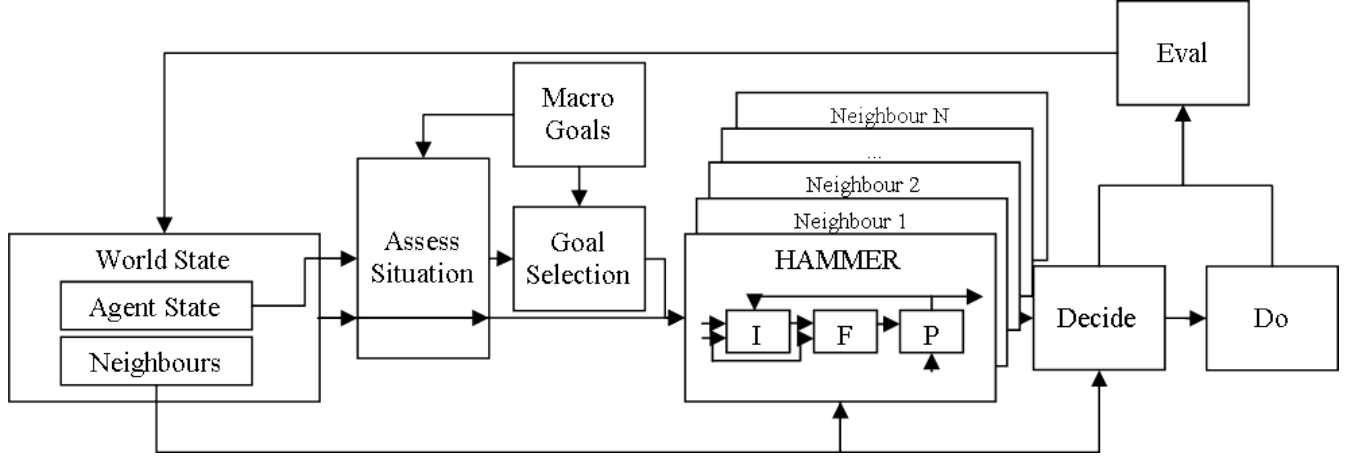 Eval
Macro
Goals
Neighbour N
...
Neighbour 2
Neighbour 1
World State
Agent State
Neighbours
Assess
Situation
Goal
Selection
HAMMER
I
F
P
Decide
Do